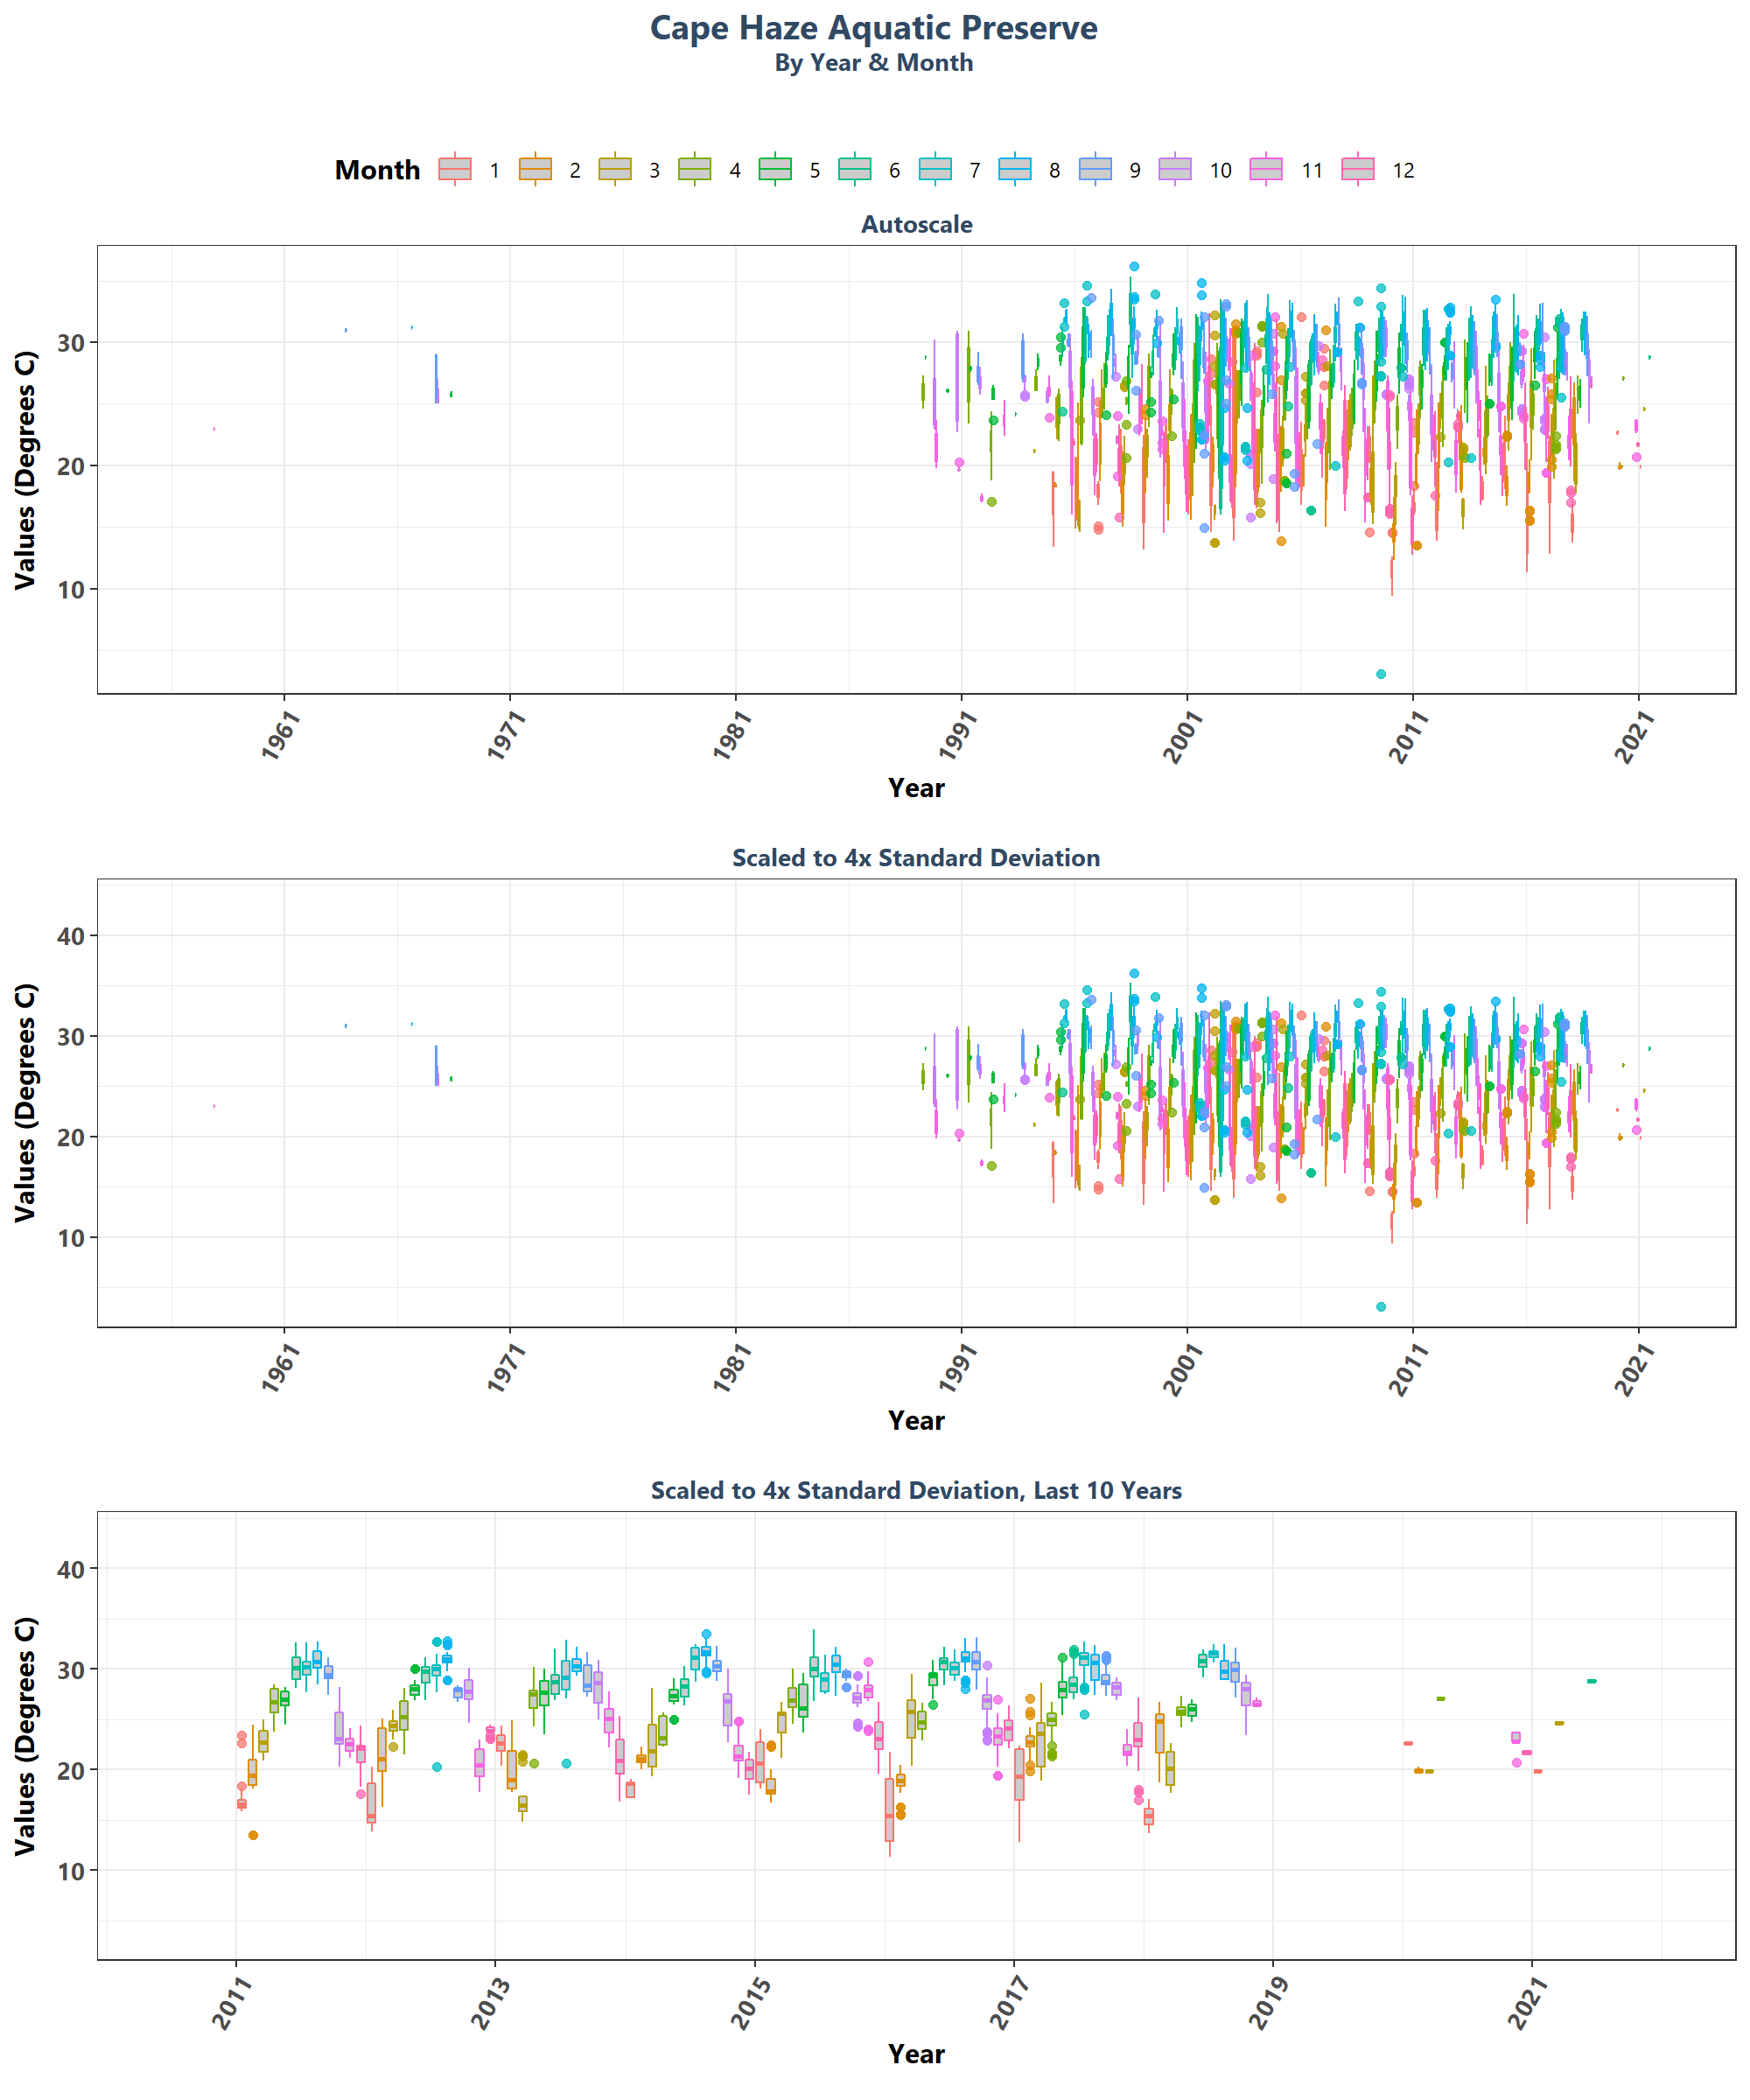 Cape Haze Aquatic Preserve
By Year & Month
Month 1 2 3 4 5 6 7 8 9 10 11 12
Autoscale
Values (Degrees C)
30
20
10
1961 1971 1981 1991 2001 2011 2021
Year
Scaled to 4x Standard Deviation
Values (Degrees C)
40
30
20
10
1961 1971 1981 1991 2001 2011 2021
Year
Scaled to 4x Standard Deviation, Last 10 Years
Values (Degrees C)
40
30
20
10
2011 2013 2015 2017 2019 2021
Year